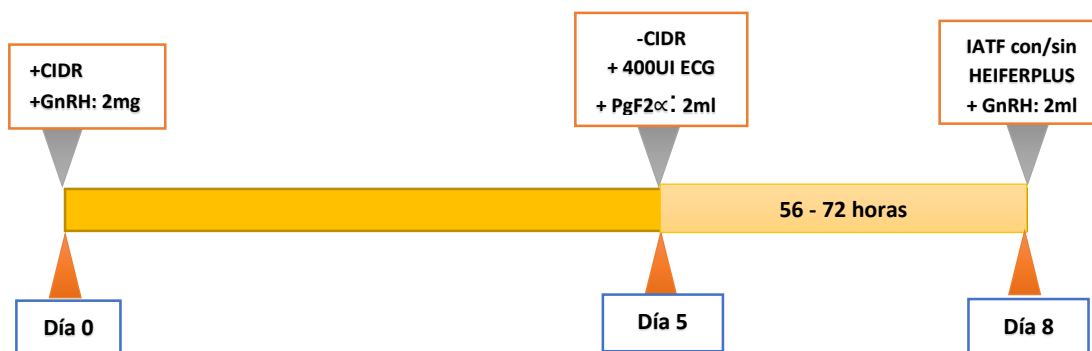 +CIDR
+GnRH: 2mg
-CIDR
+ 400UI ECG
+ PgF2∝: 2ml
IATF con/sin
HEIFERPLUS
+ GnRH: 2ml
56 - 72 horas
Día 0
Día 5
Día 8